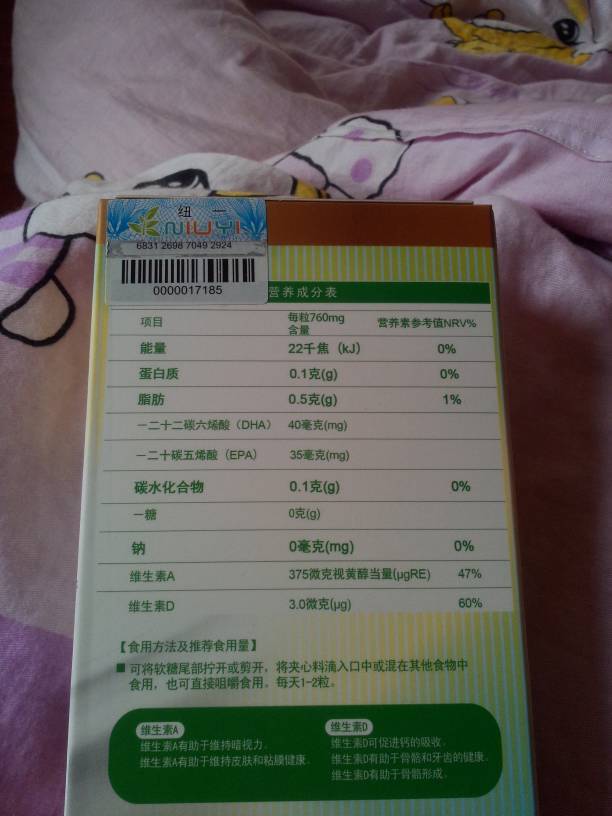 纽一
NIUYI
6831 2698 7049 2924
0000017185
营养成分表
项目 每粒760mg含量 营养素参考值NRV%
能量 22千焦（kJ） 0%
蛋白质 0.1克(g) 0%
脂肪 0.5克(g) 1%
—二十二碳六烯酸（DHA） 40毫克(mg)
—二十碳五烯酸（EPA） 35毫克(mg)
碳水化合物 0.1克(g) 0%
—糖 0克(g)
钠 0毫克(mg) 0%
维生素A 375微克视黄醇当量(μgRE) 47%
维生素D 3.0微克(μg) 60%
【食用方法及推荐食用量】
■ 可将软糖尾部拧开或剪开，将夹心料滴入口中或混在其他食物中
食用，也可直接咀嚼食用。每天1-2粒。
维生素A
维生素A有助于维持暗视力。
维生素A有助于维持皮肤和粘膜健康。
维生素D
维生素D可促进钙的吸收。
维生素D有助于骨骼和牙齿的健康。
维生素D有助于骨骼形成。